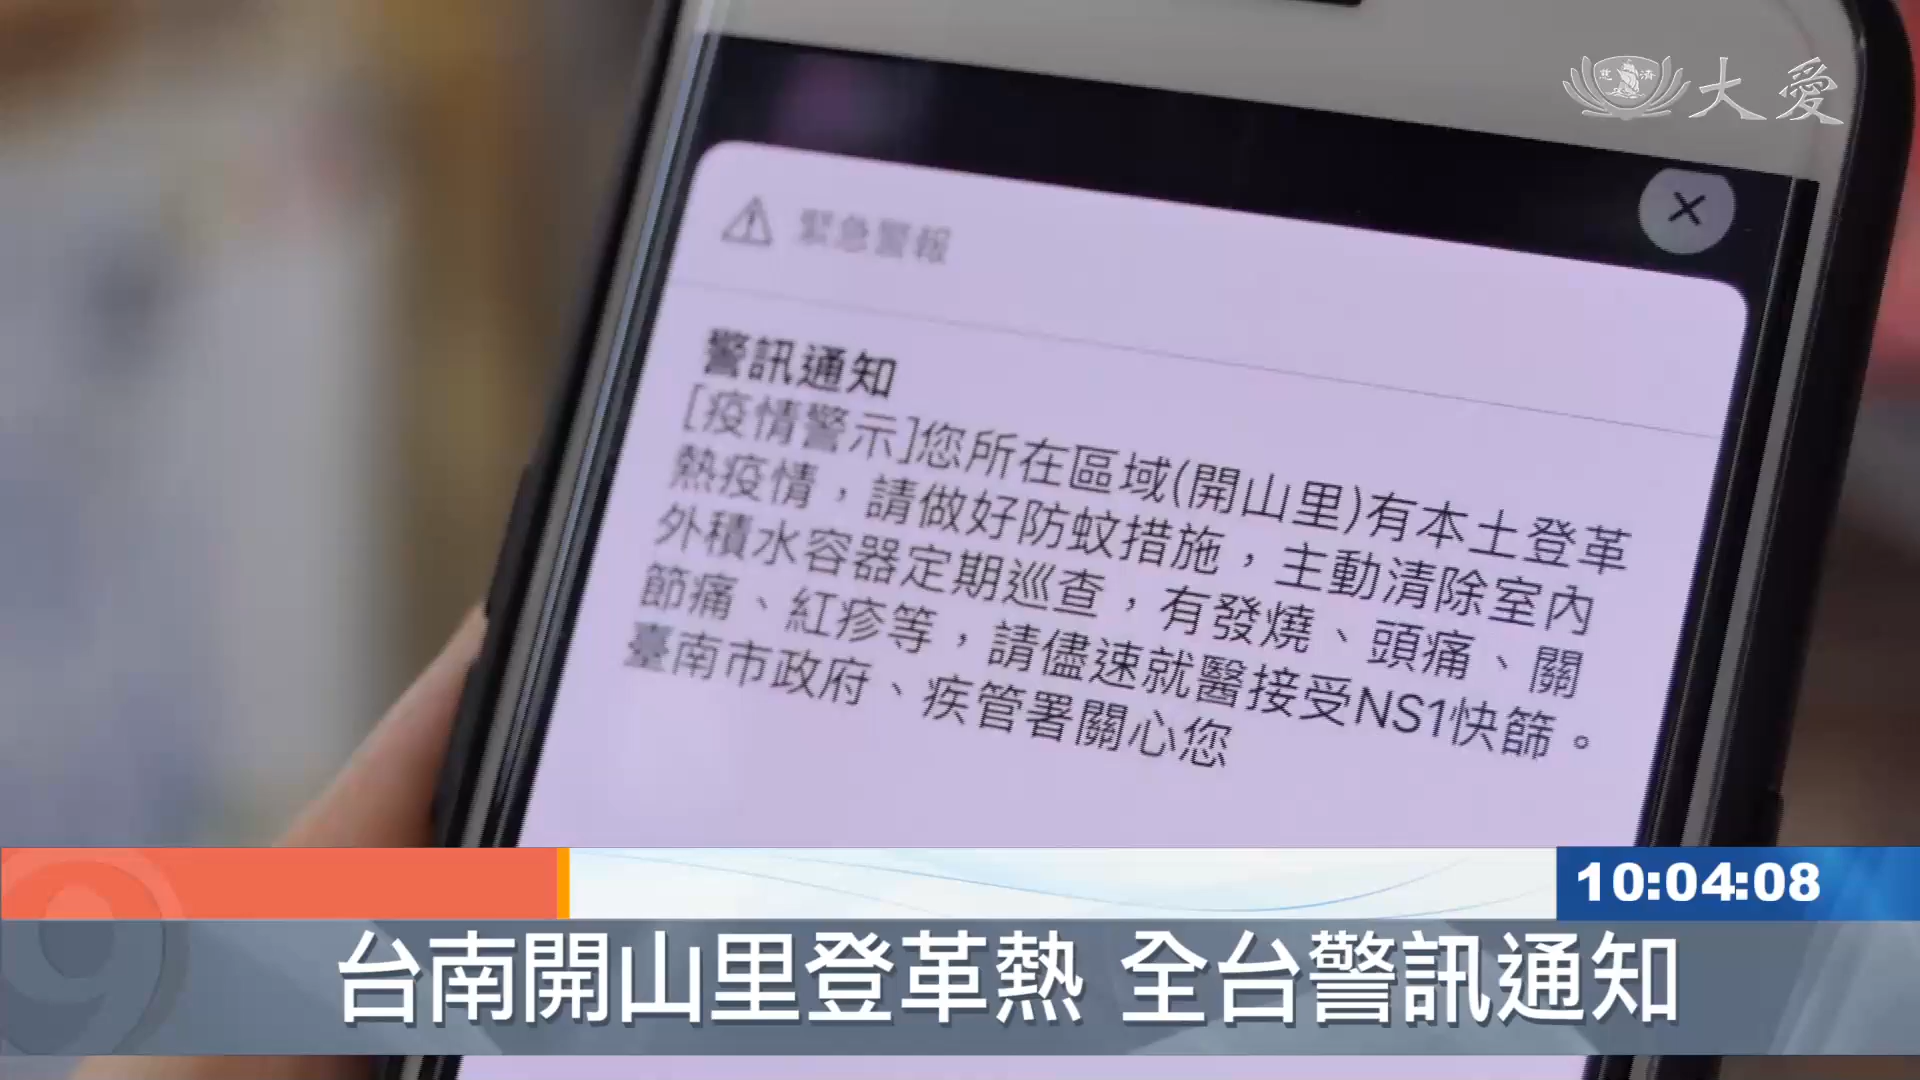 慈濟
大愛
緊急警報
警訊通知
[疫情警示]您所在區域(開山里)有本土登革
熱疫情，請做好防蚊措施，主動清除室內
外積水容器定期巡查，有發燒、頭痛、關
節痛、紅疹等，請儘速就醫接受NS1快篩。
臺南市政府、疾管署關心您
10:04:08
台南開山里登革熱 全台警訊通知